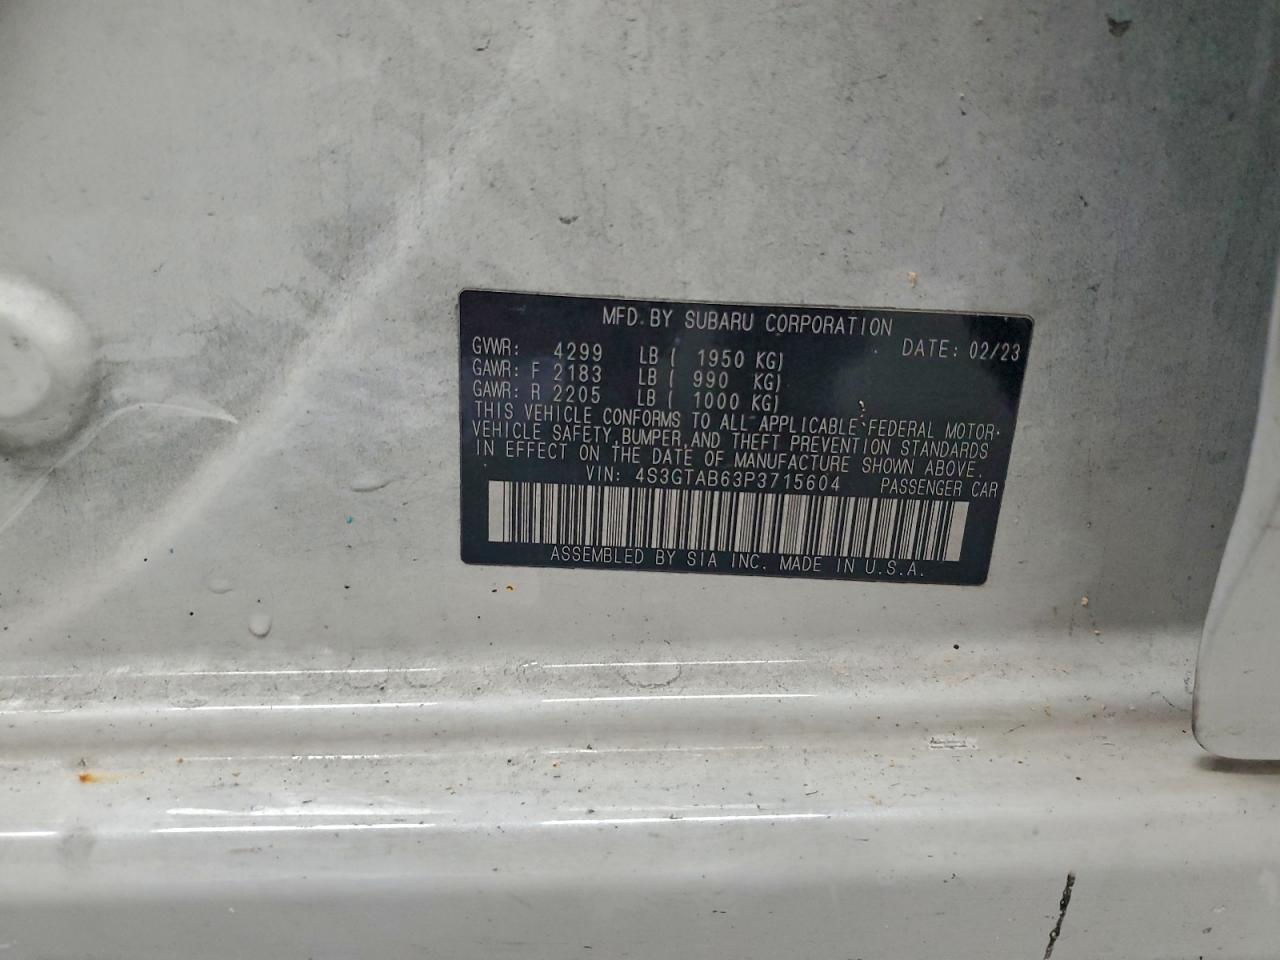 MFD. BY SUBARU CORPORATION
DATE: 02/23
GVWR: 4299 LB ( 1950 KG)
GAWR: F 2183 LB ( 990 KG)
GAWR: R 2205 LB ( 1000 KG)
THIS VEHICLE CONFORMS TO ALL APPLICABLE FEDERAL MOTOR
VEHICLE SAFETY, BUMPER, AND THEFT PREVENTION STANDARDS
IN EFFECT ON THE DATE OF MANUFACTURE SHOWN ABOVE.
VIN: 4S3GTAB63P3715604 PASSENGER CAR
ASSEMBLED BY SIA INC. MADE IN U.S.A.